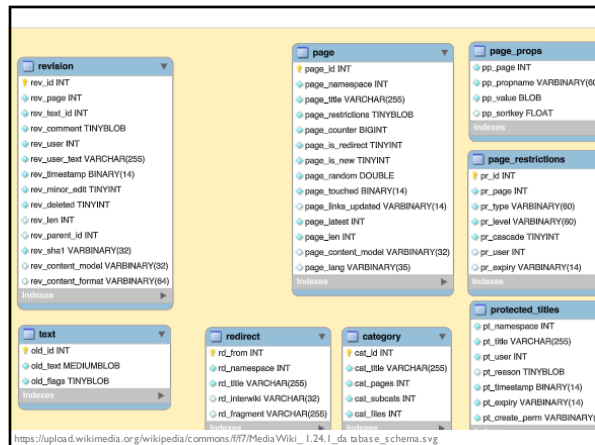 revision
rev_id INT
rev_page INT
rev_text_id INT
rev_comment TINYBLOB
rev_user INT
rev_user_text VARCHAR(255)
rev_timestamp BINARY(14)
rev_minor_edit TINYINT
rev_deleted TINYINT
rev_len INT
rev_parent_id INT
rev_sha1 VARBINARY(32)
rev_content_model VARBINARY(32)
rev_content_format VARBINARY(64)
Indexes
text
old_id INT
old_text MEDIUMBLOB
old_flags TINYBLOB
Indexes
page
page_id INT
page_namespace INT
page_title VARCHAR(255)
page_restrictions TINYBLOB
page_counter BIGINT
page_is_redirect TINYINT
page_is_new TINYINT
page_random DOUBLE
page_touched BINARY(14)
page_links_updated VARBINARY(14)
page_latest INT
page_len INT
page_content_model VARBINARY(32)
page_lang VARBINARY(35)
Indexes
redirect
rd_from INT
rd_namespace INT
rd_title VARCHAR(255)
rd_interwiki VARCHAR(32)
rd_fragment VARCHAR(255)
category
cat_id INT
cat_title VARCHAR(255)
cat_pages INT
cat_subcats INT
cat_files INT
page_props
pp_page INT
pp_propname VARBINARY(60
pp_value BLOB
pp_sortkey FLOAT
Indexes
page_restrictions
pr_id INT
pr_page INT
pr_type VARBINARY(60)
pr_level VARBINARY(60)
pr_cascade TINYINT
pr_user INT
pr_expiry VARBINARY(14)
Indexes
protected_titles
pt_namespace INT
pt_title VARCHAR(255)
pt_user INT
pt_reason TINYBLOB
pt_timestamp BINARY(14)
pt_expiry VARBINARY(14)
pt_create_perm VARBINARY(
https://upload.wikimedia.org/wikipedia/commons/f/f7/MediaWiki_1.24.1_da tabase_schema.svg